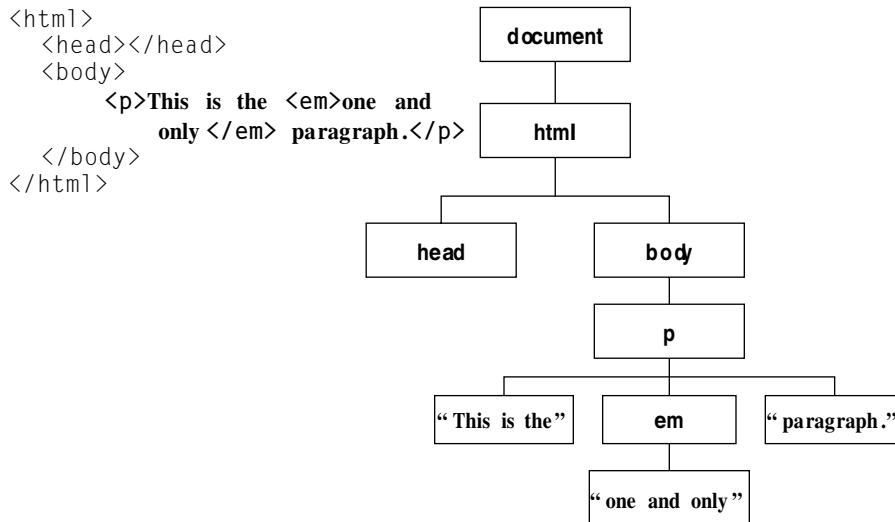 <html>
<head></head>
<body>
<p>This is the <em>one and
only </em> paragraph.</p>
</body>
</html>
document
html
head
body
p
“ This is the”
em
“ paragraph.”
“ one and only”